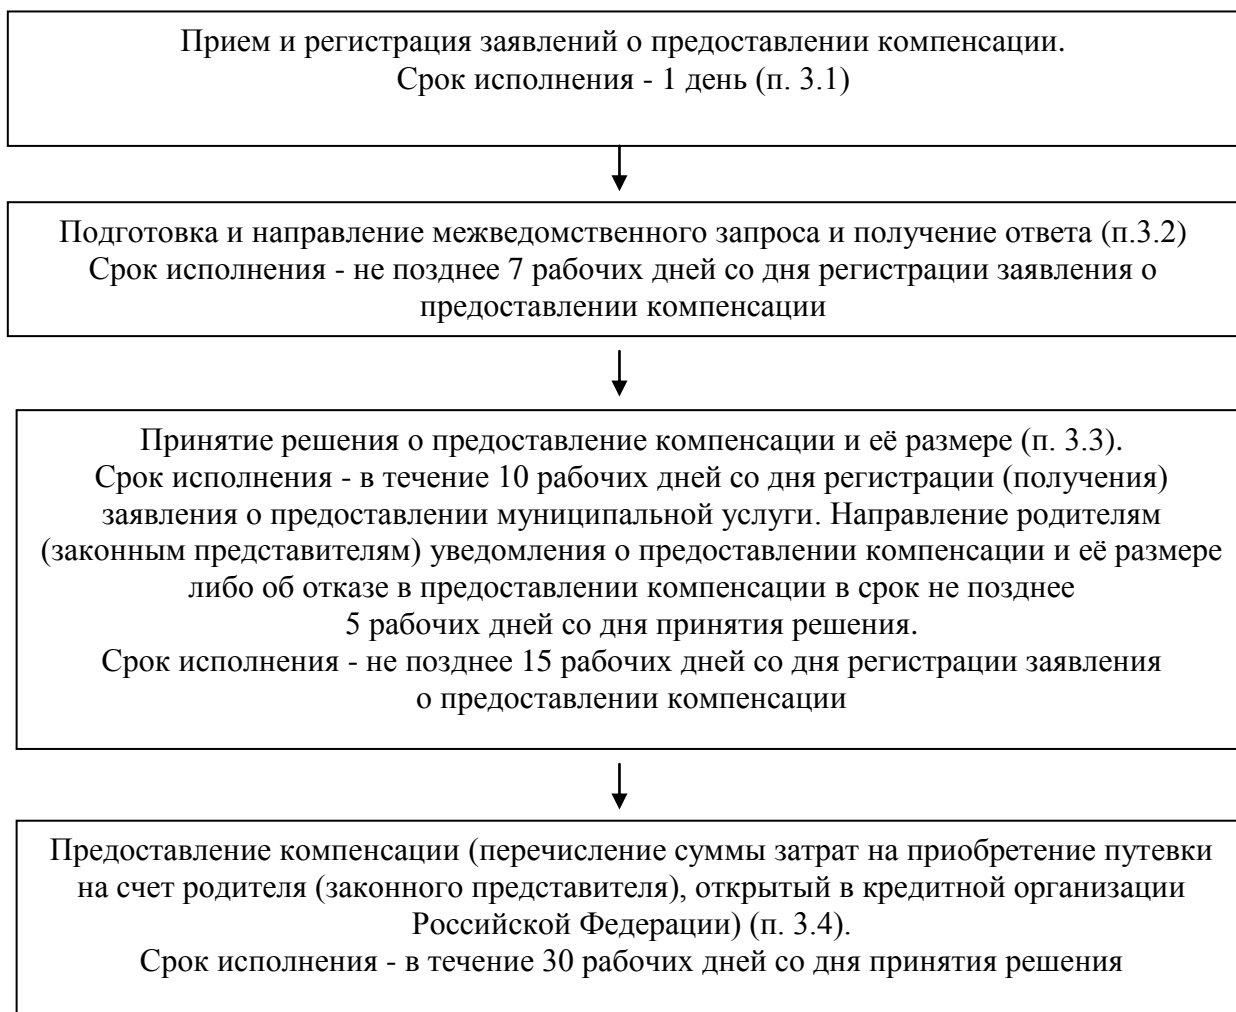 Прием и регистрация заявлений о предоставлении компенсации.
Срок исполнения - 1 день (п. 3.1)
Подготовка и направление межведомственного запроса и получение ответа (п.3.2)
Срок исполнения - не позднее 7 рабочих дней со дня регистрации заявления о
предоставлении компенсации
Принятие решения о предоставление компенсации и её размере (п. 3.3).
Срок исполнения - в течение 10 рабочих дней со дня регистрации (получения)
заявления о предоставлении муниципальной услуги. Направление родителям
(законным представителям) уведомления о предоставлении компенсации и её размере
либо об отказе в предоставлении компенсации в срок не позднее
5 рабочих дней со дня принятия решения.
Срок исполнения - не позднее 15 рабочих дней со дня регистрации заявления
о предоставлении компенсации
Предоставление компенсации (перечисление суммы затрат на приобретение путевки
на счет родителя (законного представителя), открытый в кредитной организации
Российской Федерации) (п. 3.4).
Срок исполнения - в течение 30 рабочих дней со дня принятия решения